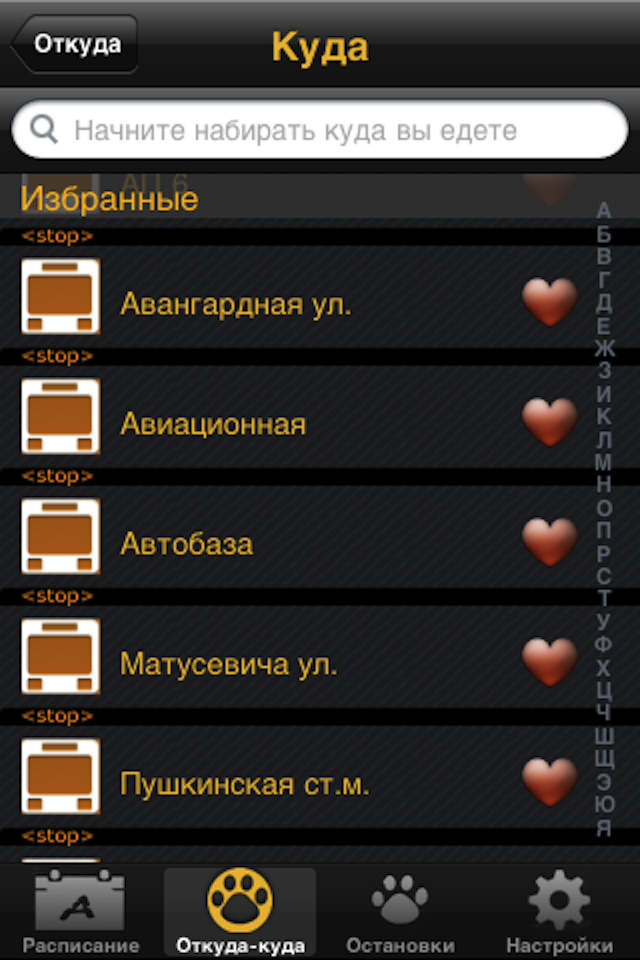 Откуда
Куда
Начните набирать куда вы едете
АП 6
Избранные
<stop>
Авангардная ул.
<stop>
Авиационная
<stop>
Автобаза
<stop>
Матусевича ул.
<stop>
Пушкинская ст.м.
<stop>
А
Б
В
Г
Д
Е
Ж
З
И
К
Л
М
Н
О
П
Р
С
Т
У
Ф
Х
Ц
Ч
Ш
Щ
Э
Ю
Я
А
Расписание
Откуда-куда
Остановки
Настройки